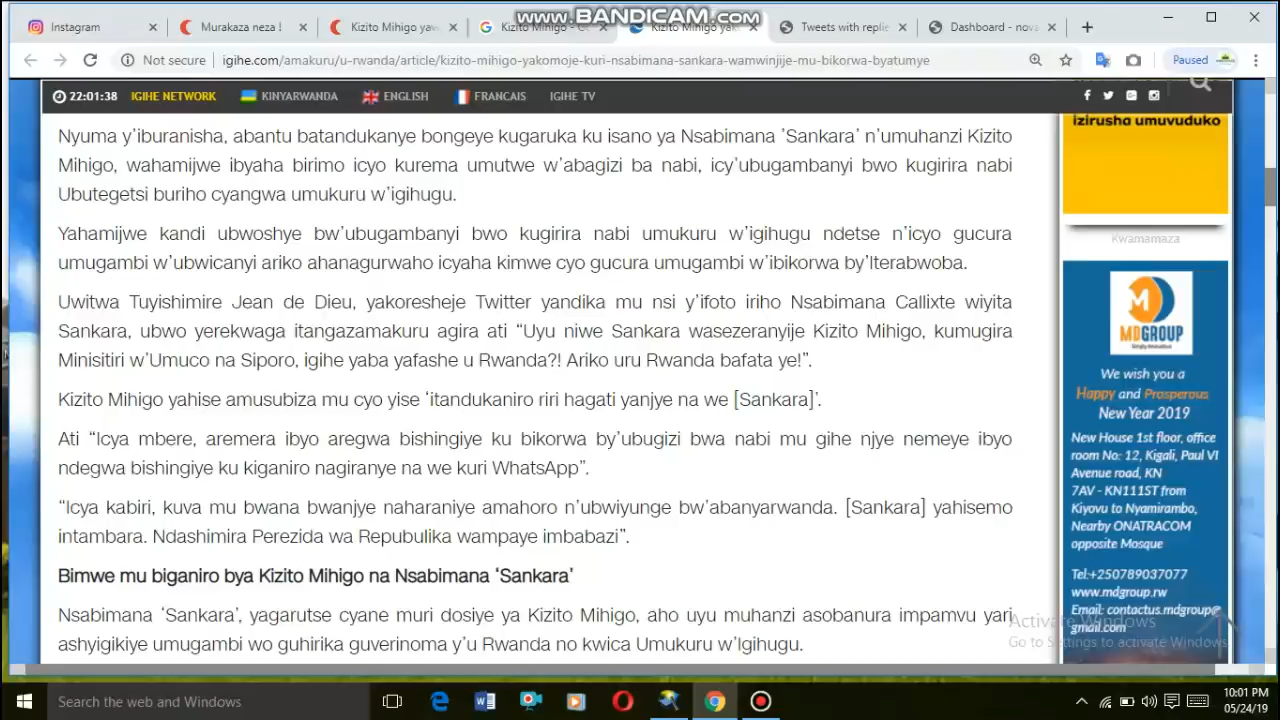 www.BANDICAM.com
Instagram
Murakaza neza !
Kizito Mihigo yav
Kizito Mihigo
Kizito Mihigo yak
Tweets with replie
Dashboard - nova
Not secure
igihe.com/amakuru/u-rwanda/article/kizito-mihigo-yakomoje-kuri-nsabimana-sankara-wamwinjije-mu-bikorwa-byatumye
Paused
22:01:38
IGIHE NETWORK
KINYARWANDA
ENGLISH
FRANCAIS
IGIHE TV
Nyuma y'iburanisha, abantu batandukanye bongeye kugaruka ku isano ya Nsabimana 'Sankara' n'umuhanzi Kizito
Mihigo, wahamijwe ibyaha birimo icyo kurema umutwe w'abagizi ba nabi, icy'ubugambanyi bwo kugirira nabi
Ubutegetsi buriho cyangwa umukuru w'igihugu.
Yahamijwe kandi ubwoshye bw'ubugambanyi bwo kugirira nabi umukuru w'igihugu ndetse n'icyo gucura
umugambi w'ubwicanyi ariko ahanagurwaho icyaha kimwe cyo gucura umugambi w'ibikorwa by'Iterabwoba.
Uwitwa Tuyishimire Jean de Dieu, yakoresheje Twitter yandika mu nsi y'ifoto iriho Nsabimana Callixte wiyita
Sankara, ubwo yerekwaga itangazamakuru agira ati “Uyu niwe Sankara wasezeranyije Kizito Mihigo, kumugira
Minisitiri w'Umuco na Siporo, igihe yaba yafashe u Rwanda?! Ariko uru Rwanda bafata ye!”.
Kizito Mihigo yahise amusubiza mu cyo yise ‘itandukaniro riri hagati yanjye na we [Sankara]’.
Ati “Icya mbere, aremera ibyo aregwa bishingiye ku bikorwa by'ubugizi bwa nabi mu gihe njye nemeye ibyo
ndegwa bishingiye ku kiganiro nagiranye na we kuri WhatsApp”.
“Icya kabiri, kuva mu bwana bwanjye naharaniye amahoro n'ubwiyunge bw'abanyarwanda. [Sankara] yahisemo
intambara. Ndashimira Perezida wa Repubulika wampaye imbabazi”.
Bimwe mu biganiro bya Kizito Mihigo na Nsabimana ‘Sankara’
Nsabimana ‘Sankara’, yagarutse cyane muri dosiye ya Kizito Mihigo, aho uyu muhanzi asobanura impamvu yari
ashyigikiye umugambi wo guhirika guverinoma y'u Rwanda no kwica Umukuru w'Igihugu.
izirusha umuvuduko
Kwamamaza
MDGROUP
We wish you a
Happy and Prosperous
New Year 2019
New House 1st floor, office
room No: 12, Kigali, Paul VI
Avenue road, KN
7AV - KN111ST from
Kiyovu to Nyamirambo,
Nearby ONATRACOM
opposite Mosque
Tel:+250789037077
www.mdgroup.rw
Email: contactus.mdgroup@
gmail.com
Activate Windows
Go to Settings to activate Windows
Search the web and Windows
10:01 PM
05/24/19